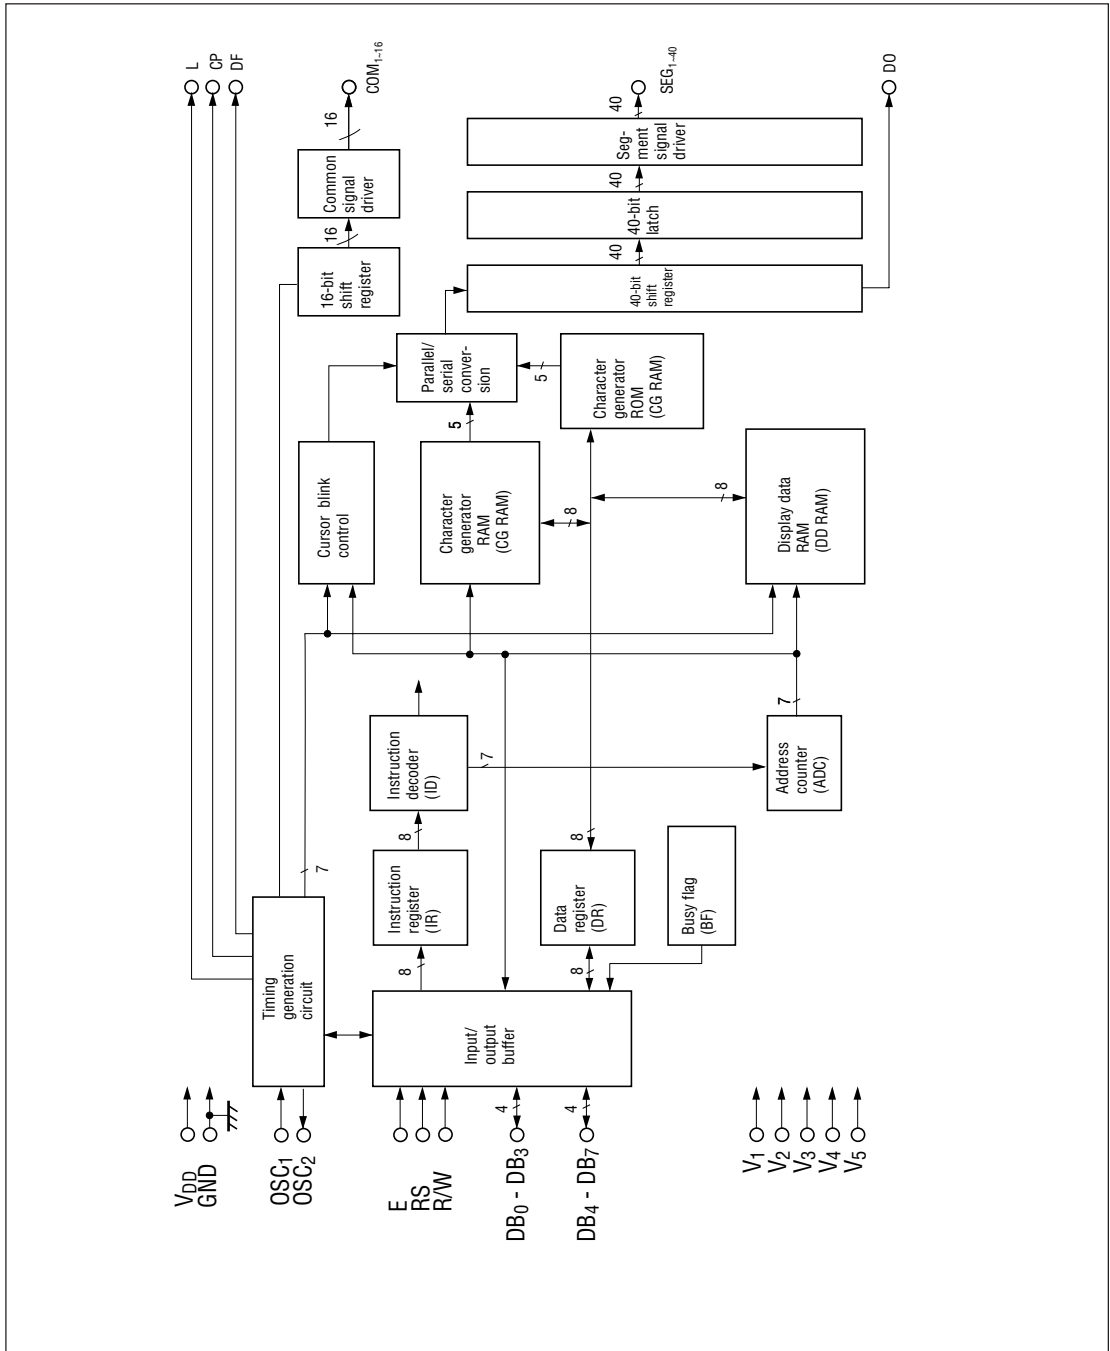 VDD
GND
OSC1
OSC2
E
RS
R/W
DB0 - DB3
DB4 - DB7
V1
V2
V3
V4
V5
4
4
Timing
generation
circuit
Input/
output
buffer
7
8
8
Instruction
register
(IR)
8
Instruction
decoder
(ID)
7
Data
register
(DR)
8
Busy flag
(BF)
Address
counter
(ADC)
7
Cursor blink
control
Character
generator
RAM
(CG RAM)
8
8
Display data
RAM
(DD RAM)
5
5
Parallel/
serial
conver-
sion
Character
generator
ROM
(CG RAM)
16-bit
shift
register
16
Common
signal
driver
16
40-bit
shift
register
40
40-bit
latch
40
Seg-
ment
signal
driver
40
L
CP
DF
COM1-16
SEG1-40
DO